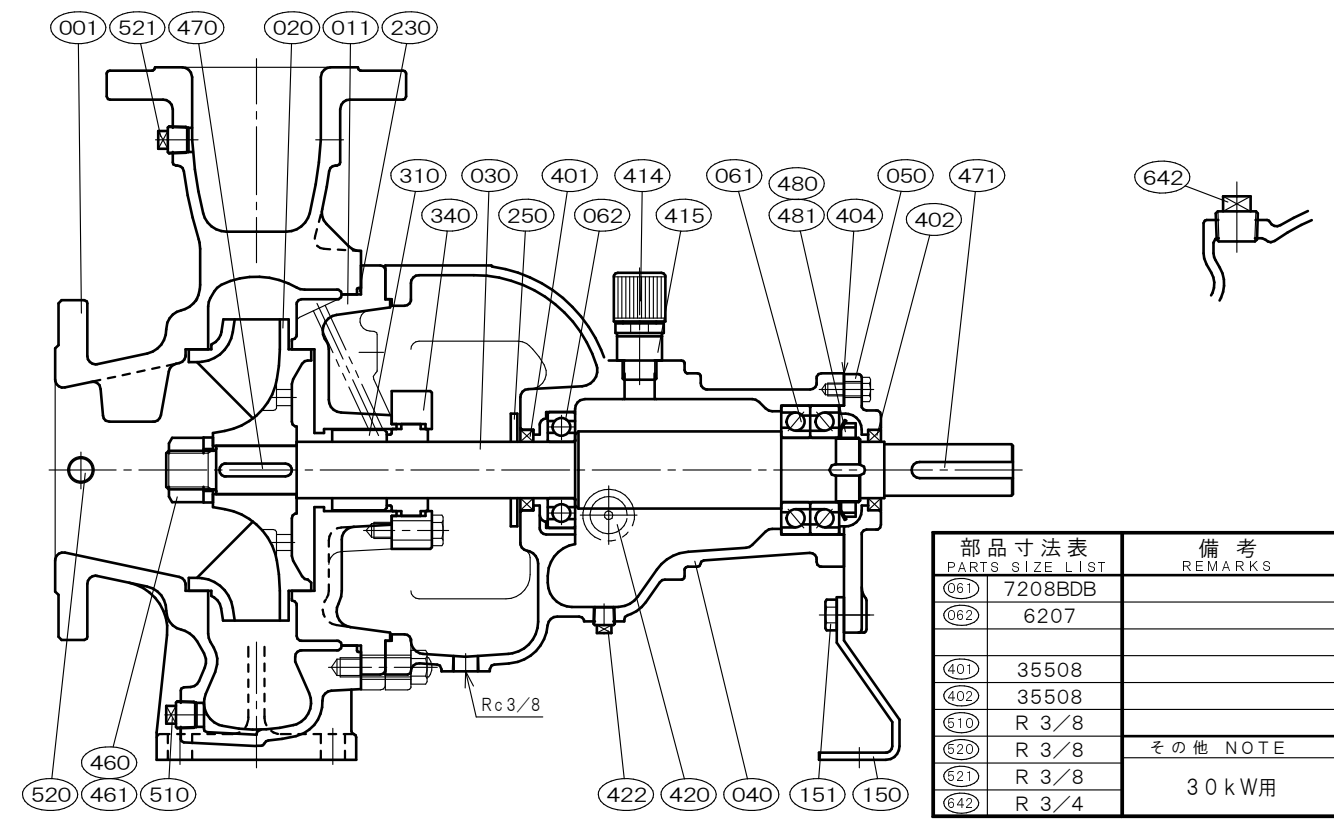 001 521 470 020 011 230
310 030 401 414 061 480 050 471 642
340 250 062 415 481 404 402
Rc3/8
460
520 461 510 422 420 040 151 150
部品寸法表 備考
PARTS SIZE LIST REMARKS
061 7208BDB
062 6207
401 35508
402 35508
510 R 3/8
520 R 3/8 その他 NOTE
521 R 3/8 30kW用
642 R 3/4